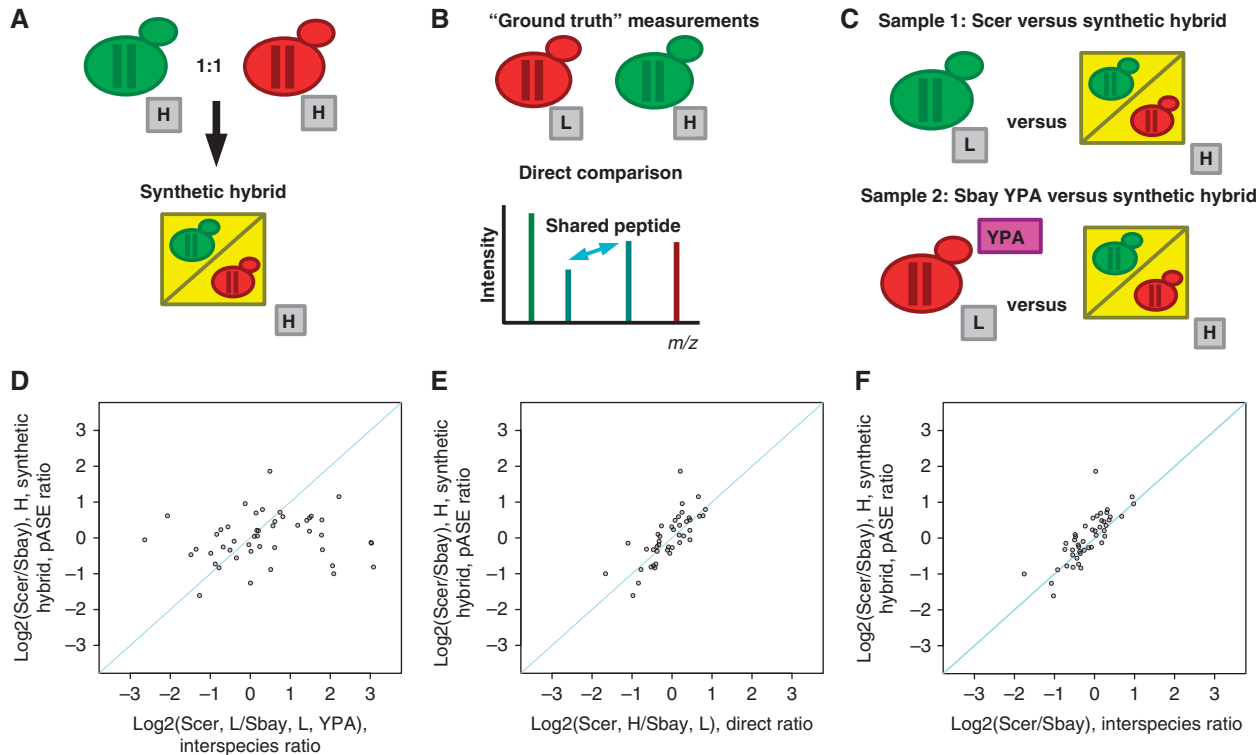 A
1:1
H
H
Synthetic hybrid
H
B
“Ground truth” measurements
L
H
Direct comparison
Intensity
Shared peptide
m/z
C
Sample 1: Scer versus synthetic hybrid
L
versus
H
Sample 2: Sbay YPA versus synthetic hybrid
YPA
L
versus
H
D
Log2(Scer/Sbay), H, synthetic
hybrid, pASE ratio
3
2
1
0
−1
−2
−3
−3 −2 −1 0 1 2 3
Log2(Scer, L/Sbay, L, YPA),
interspecies ratio
E
Log2(Scer/Sbay), H, synthetic
hybrid, pASE ratio
3
2
1
0
−1
−2
−3
−3 −2 −1 0 1 2 3
Log2(Scer, H/Sbay, L), direct ratio
F
Log2(Scer/Sbay), H, synthetic
hybrid, pASE ratio
3
2
1
0
−1
−2
−3
−3 −2 −1 0 1 2 3
Log2(Scer/Sbay), interspecies ratio